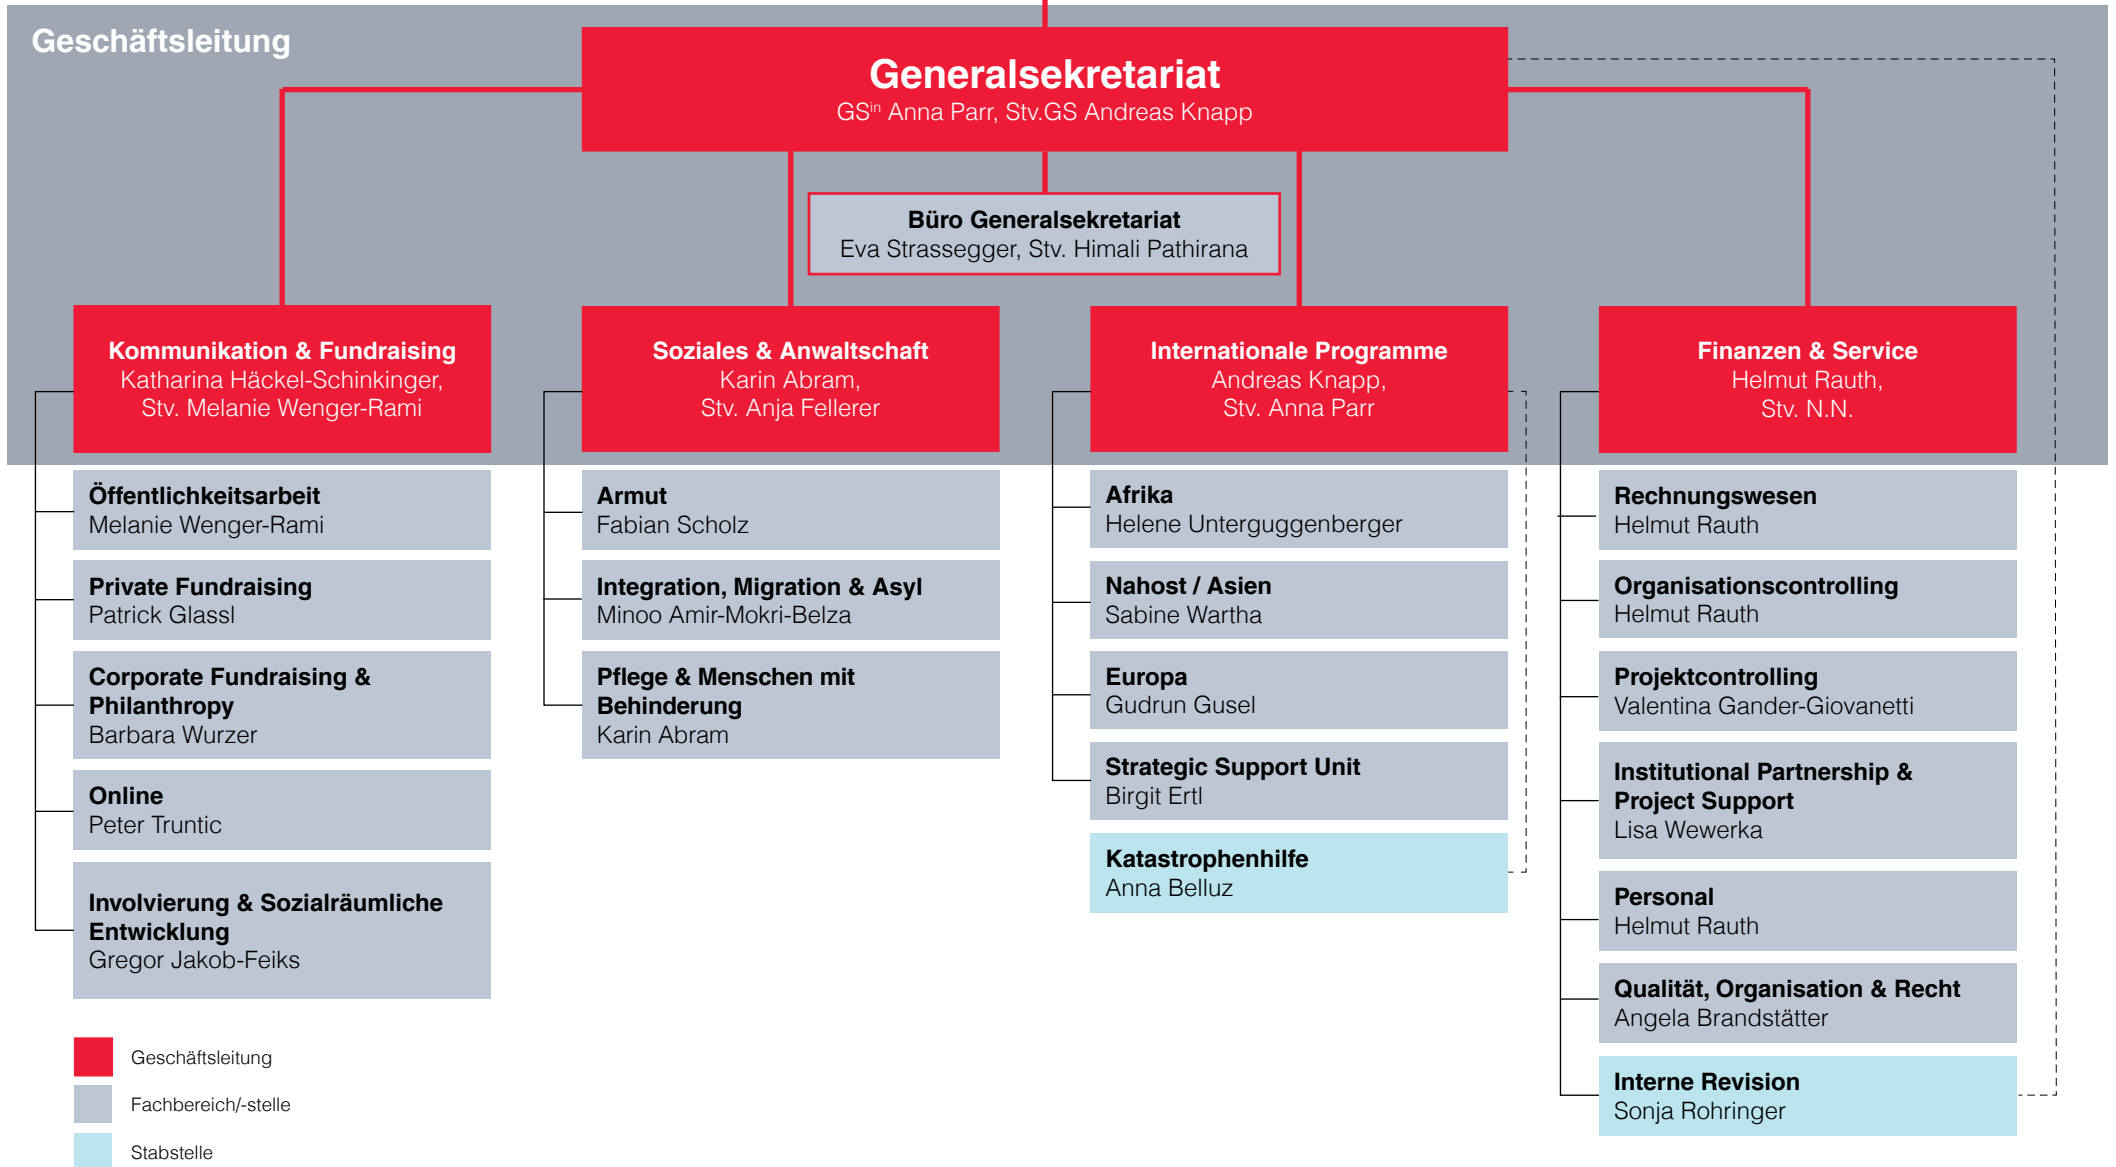 Geschäftsleitung
Generalsekretariat
GSin Anna Parr, Stv.GS Andreas Knapp
Büro Generalsekretariat
Eva Strassegger, Stv. Himali Pathirana
Kommunikation & Fundraising
Katharina Häckel-Schinkinger,
Stv. Melanie Wenger-Rami
Öffentlichkeitsarbeit
Melanie Wenger-Rami
Private Fundraising
Patrick Glassl
Corporate Fundraising &
Philanthropy
Barbara Wurzer
Online
Peter Truntic
Involvierung & Sozialräumliche
Entwicklung
Gregor Jakob-Feiks
Soziales & Anwaltschaft
Karin Abram,
Stv. Anja Fellerer
Armut
Fabian Scholz
Integration, Migration & Asyl
Minoo Amir-Mokri-Belza
Pflege & Menschen mit
Behinderung
Karin Abram
Internationale Programme
Andreas Knapp,
Stv. Anna Parr
Afrika
Helene Unterguggenberger
Nahost / Asien
Sabine Wartha
Europa
Gudrun Gusel
Strategic Support Unit
Birgit Ertl
Katastrophenhilfe
Anna Belluz
Finanzen & Service
Helmut Rauth,
Stv. N.N.
Rechnungswesen
Helmut Rauth
Organisationscontrolling
Helmut Rauth
Projektcontrolling
Valentina Gander-Giovanetti
Institutional Partnership &
Project Support
Lisa Wewerka
Personal
Helmut Rauth
Qualität, Organisation & Recht
Angela Brandstätter
Interne Revision
Sonja Rohringer
Geschäftsleitung
Fachbereich/-stelle
Stabstelle